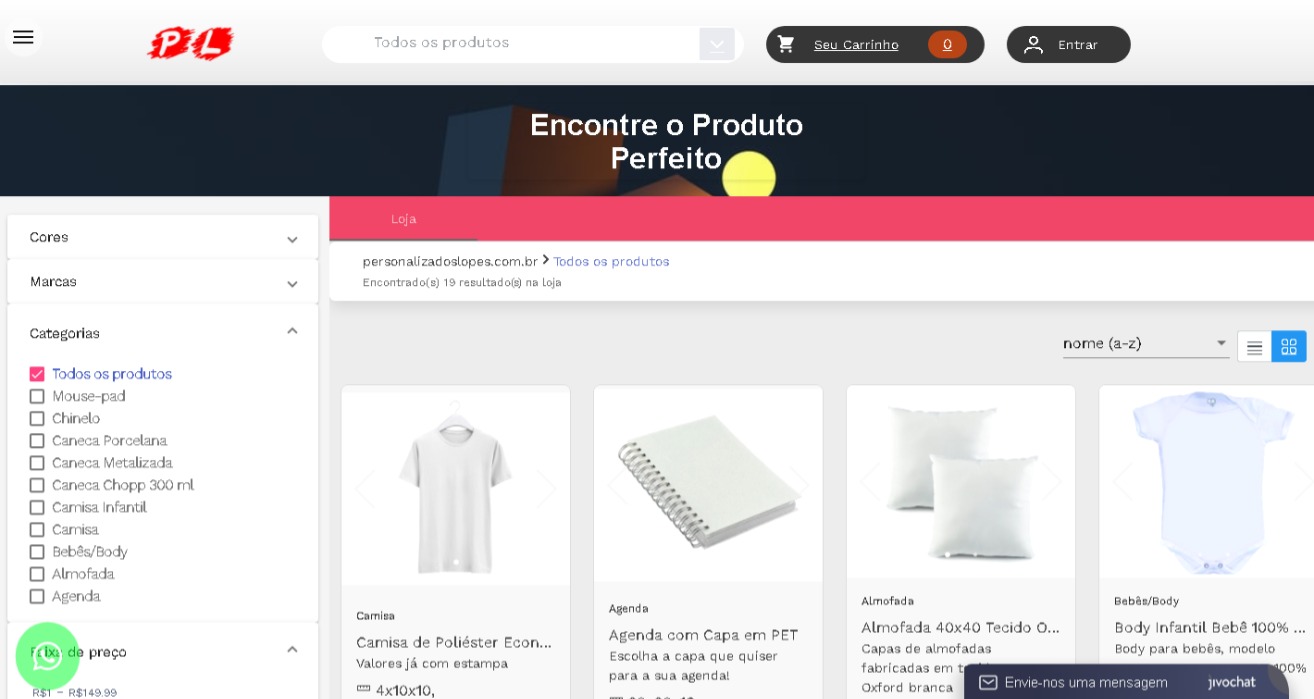 PL
Todos os produtos
Seu Carrinho
0
Entrar
Encontre o Produto
Perfeito
Cores
Marcas
Categorias
Todos os produtos
Mouse-pad
Chinelo
Caneca Porcelana
Caneca Metalizada
Caneca Chopp 300 ml
Camisa Infantil
Camisa
Bebês/Body
Almofada
Agenda
Faixa de preço
R$1 - R$149.99
Loja
personalizadoslopes.com.br > Todos os produtos
Encontrado(s) 19 resultado(s) na loja
nome (a-z)
Camisa
Camisa de Poliéster Econ...
Valores já com estampa
4x10x10,
Agenda
Agenda com Capa em PET
Escolha a capa que quiser
para a sua agenda!
Almofada
Almofada 40x40 Tecido O...
Capas de almofadas
fabricadas em
Oxford branca
Bebês/Body
Body Infantil Bebê 100% ...
Body para bebês, modelo
100%
Envie-nos uma mensagem
jivochat